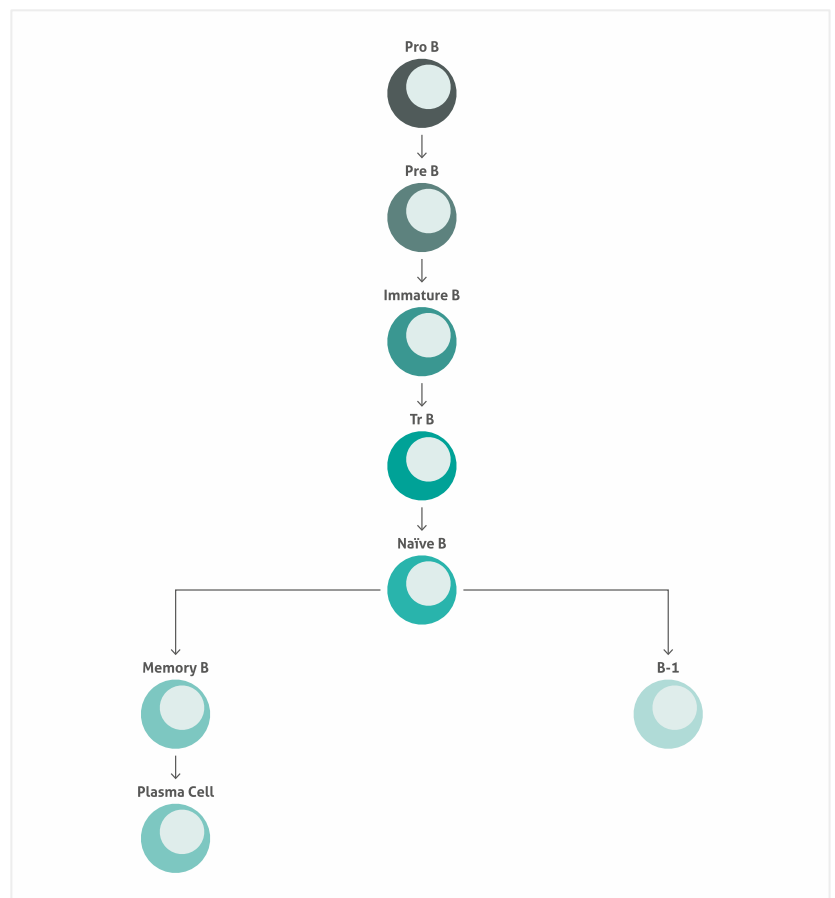 Pro B
Pre B
Immature B
Tr B
Naïve B
Memory B
B-1
Plasma Cell